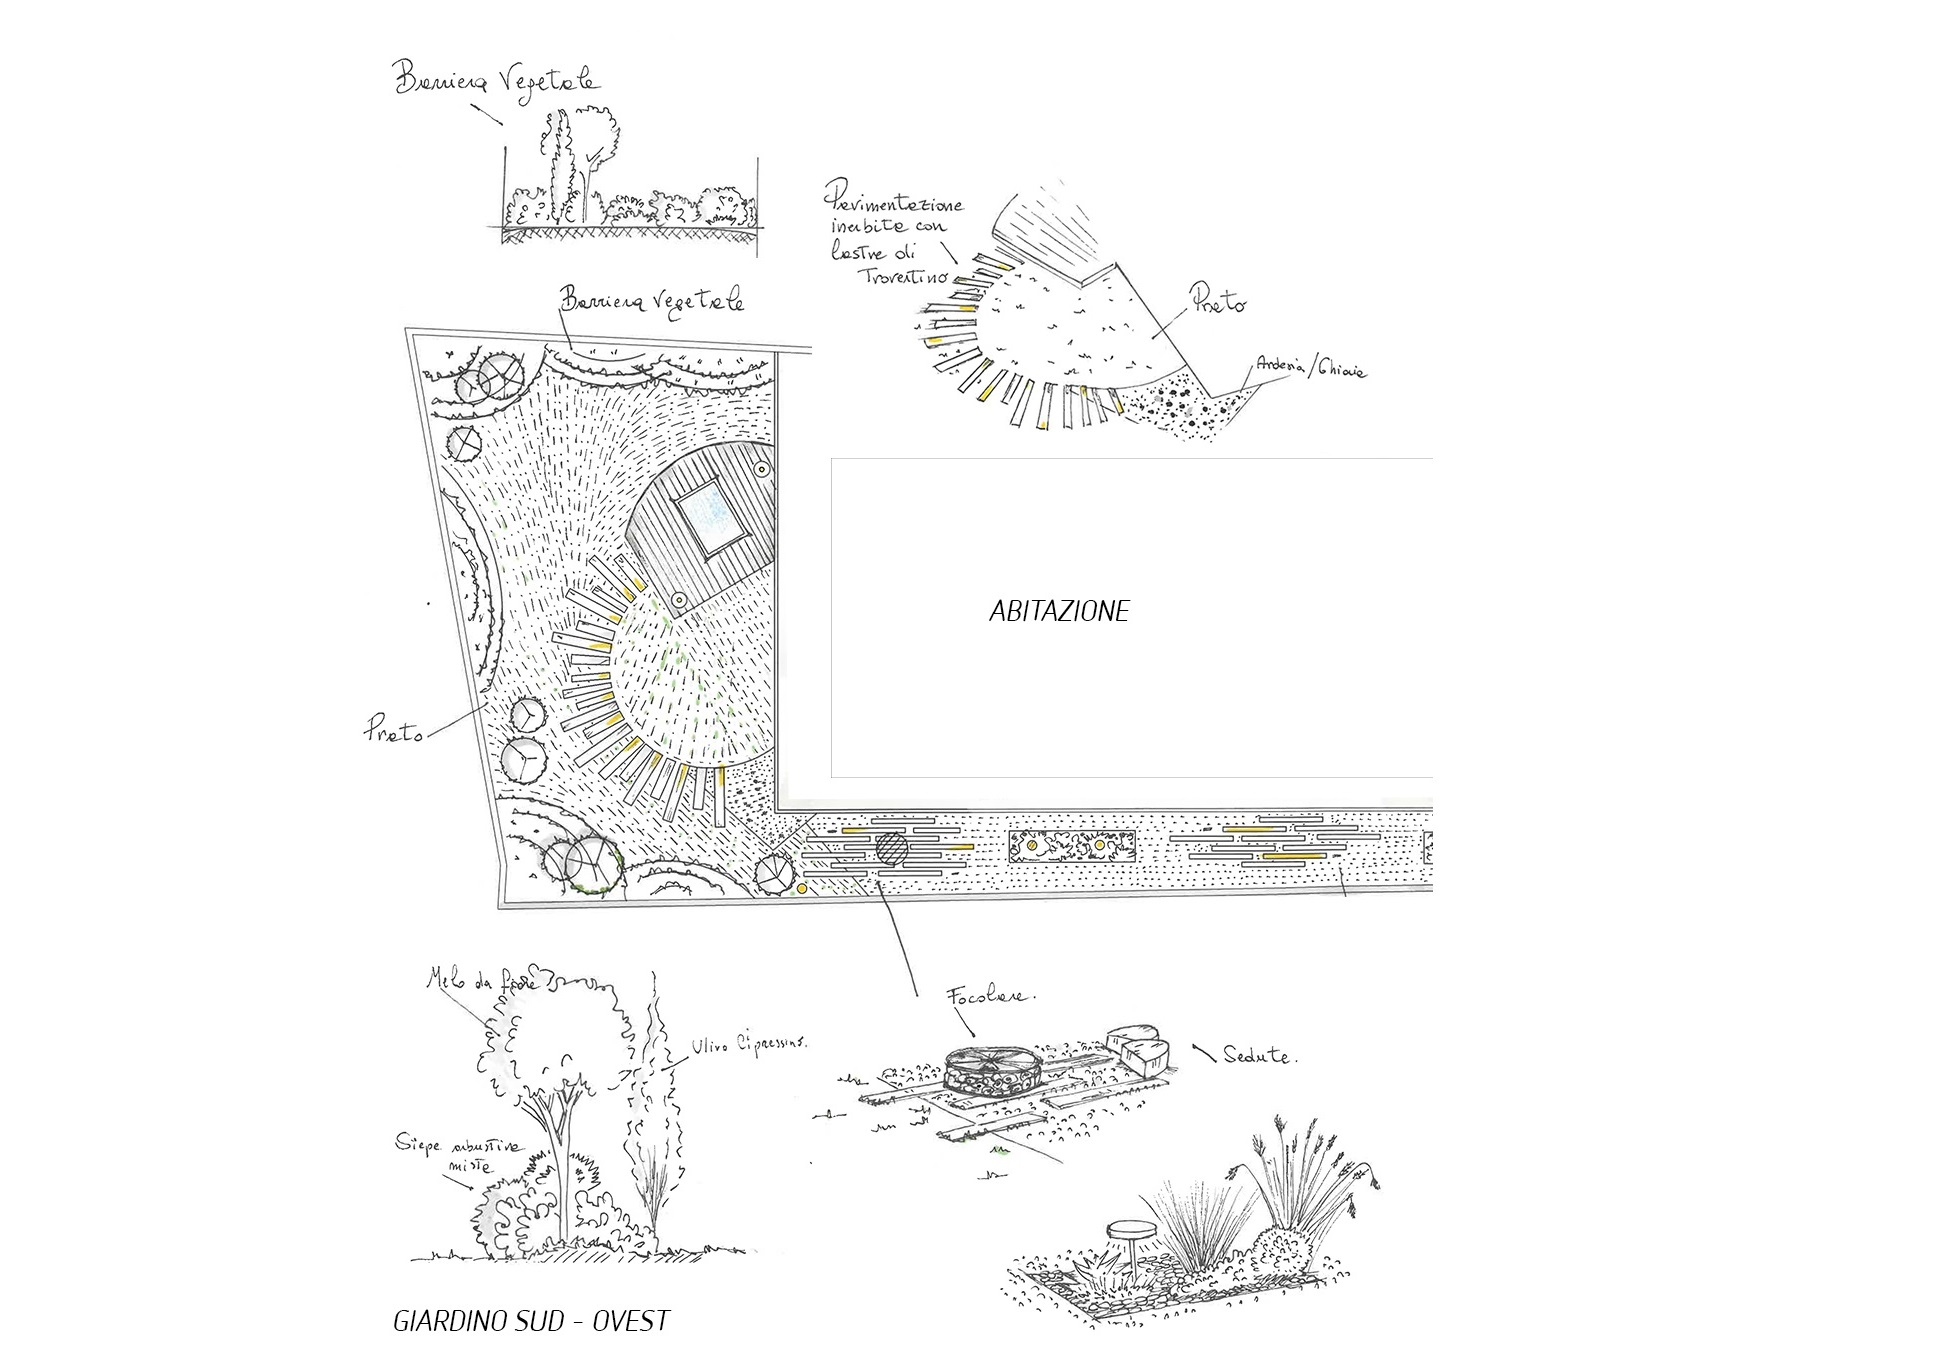 Barriera Vegetale
Pavimentazione
inerbita con
lastre di
Travertino
Barriera vegetale
Prato
Ardesia/Ghiaie
ABITAZIONE
Prato
Melo da fiore
Focolare.
Ulivo Cipressino.
Sedute.
Siepe arbustive
miste
GIARDINO SUD - OVEST